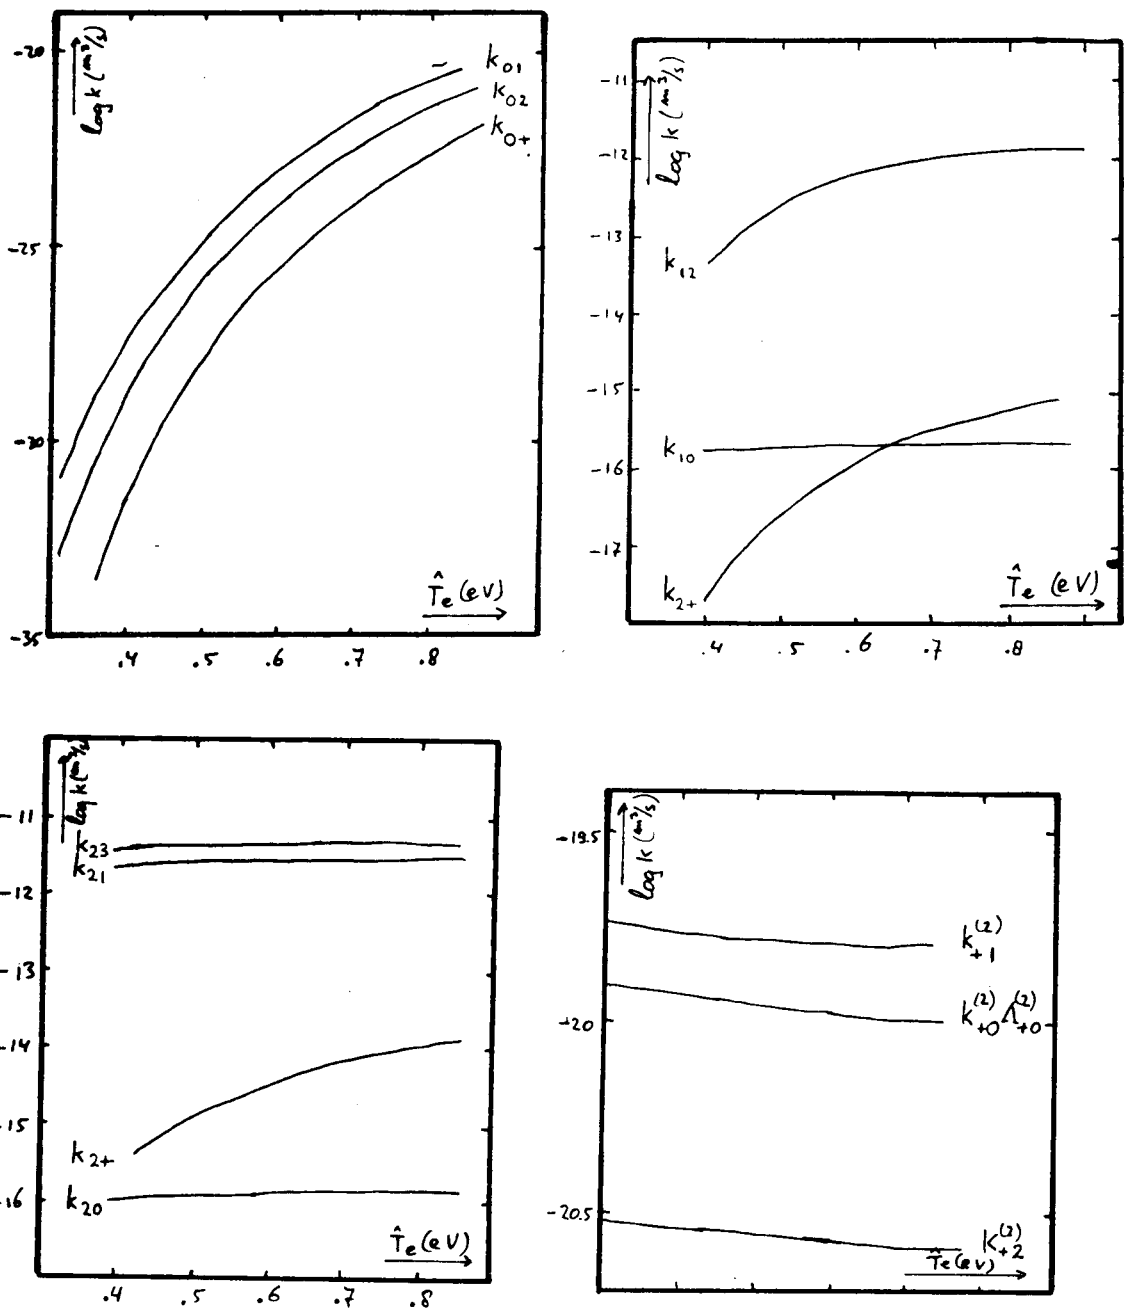 -20
log k (m³/s)
k₀₁
k₀₂
k₀₊
-25
-30
T̂ₑ (eV)
-35
.4 .5 .6 .7 .8
-11
log k (m³/s)
-12
-13
k₁₂
-14
-15
k₁₀
-16
-17
k₂₊
T̂ₑ (eV)
.4 .5 .6 .7 .8
log k (m³/s)
-11
k₂₃
k₂₁
-12
-13
-14
-15
k₂₊
k₂₀
16
T̂ₑ (eV)
.4 .5 .6 .7 .8
-19.5
log k (m³/s)
k₊₁⁽²⁾
k₊₀⁽²⁾ Λ₊₀⁽²⁾
-20
-20.5
k₊₂⁽²⁾
T̂ₑ (eV)